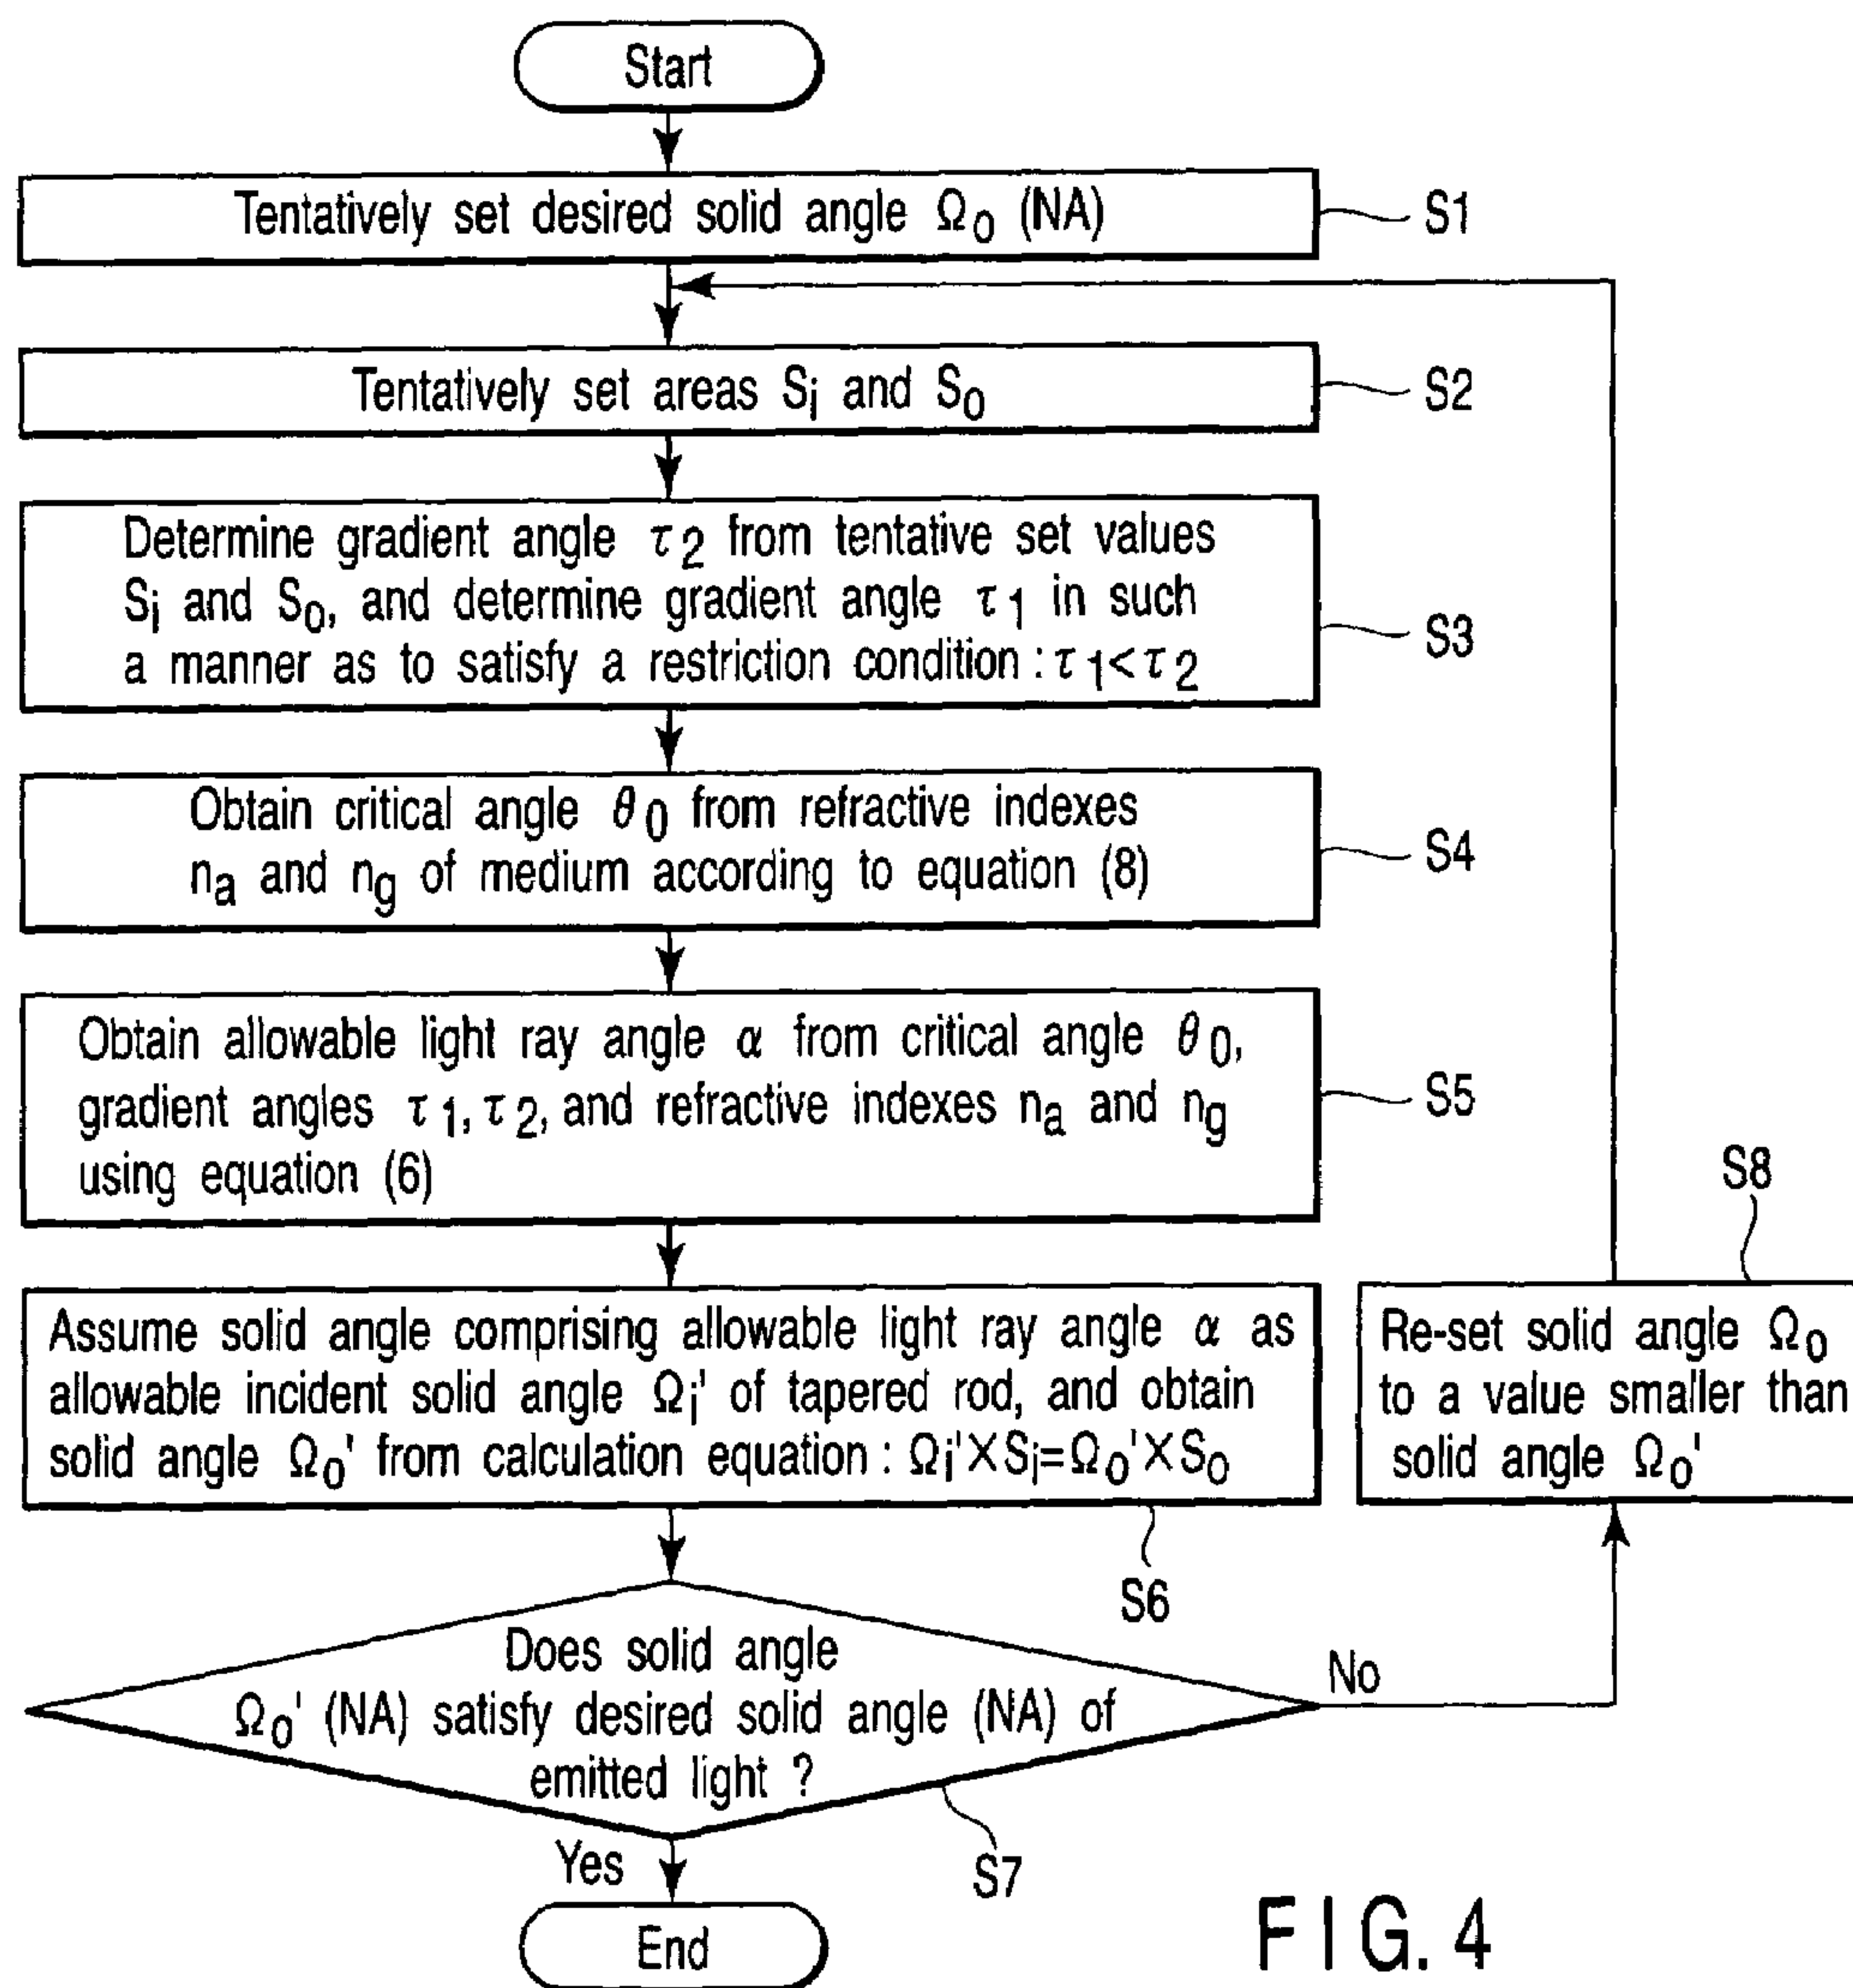 Start
Tentatively set desired solid angle Ω₀ (NA)
S1
Tentatively set areas Sᵢ and S₀
S2
Determine gradient angle τ₂ from tentative set values
Sᵢ and S₀, and determine gradient angle τ₁ in such
a manner as to satisfy a restriction condition : τ₁<τ₂
S3
Obtain critical angle θ₀ from refractive indexes
nₐ and n_g of medium according to equation (8)
S4
Obtain allowable light ray angle α from critical angle θ₀,
gradient angles τ₁, τ₂, and refractive indexes nₐ and n_g
using equation (6)
S5
Assume solid angle comprising allowable light ray angle α as
allowable incident solid angle Ωᵢ' of tapered rod, and obtain
solid angle Ω₀' from calculation equation : Ωᵢ'×Sᵢ=Ω₀'×S₀
S6
S8
Re-set solid angle Ω₀
to a value smaller than
solid angle Ω₀'
Does solid angle
Ω₀' (NA) satisfy desired solid angle (NA) of
emitted light ?
No
S7
Yes
End
FIG. 4